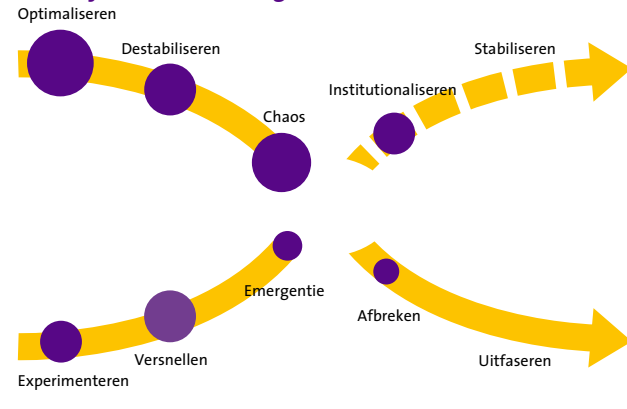 Optimaliseren
Destabiliseren
Chaos
Stabiliseren
Institutionaliseren
Emergentie
Afbreken
Versnellen
Uitfaseren
Experimenteren